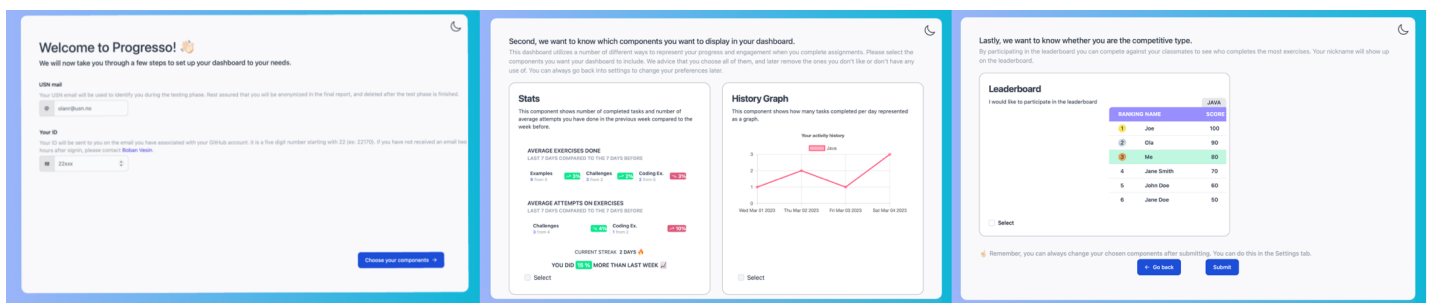 Welcome to Progresso! 👋🏻
We will now take you through a few steps to set up your dashboard to your needs.
USN mail
Your USN email will be used to identify you during the testing phase. Rest assured that you will be anonymized in the final report, and deleted after the test phase is finished.
@ olanr@usn.no
Your ID
Your ID will be sent to you on the email you have associated with your GitHub account. It is a five digit number starting with 22 (ex: 22170). If you have not received an email two
hours after signin, please contact Boban Vesin.
22xxx
Choose your components →
Second, we want to know which components you want to display in your dashboard.
This dashboard utilizes a number of different ways to represent your progress and engagement when you complete assignments. Please select the
components you want your dashboard to include. We advice that you choose all of them, and later remove the ones you don't like or don't have any
use of. You can always go back into settings to change your preferences later.
Stats
This component shows number of completed tasks and number of
average attempts you have done in the previous week compared to the
week before.
AVERAGE EXERCISES DONE
LAST 7 DAYS COMPARED TO THE 7 DAYS BEFORE
Examples 3% Challenges 2% Coding Ex. 3%
AVERAGE ATTEMPTS ON EXERCISES
LAST 7 DAYS COMPARED TO THE 7 DAYS BEFORE
Challenges 4% Coding Ex. 10%
from 4 1 from 2
CURRENT STREAK 2 DAYS 🔥
YOU DID 15 % MORE THAN LAST WEEK 📈
Select
History Graph
This component shows how many tasks completed per day represented
as a graph.
Your activity history
Java
3
2
1
0
Wed Mar 01 2023 Thu Mar 02 2023 Fri Mar 03 2023 Sat Mar 04 2023
Select
Lastly, we want to know whether you are the competitive type.
By participating in the leaderboard you can compete against your classmates to see who completes the most exercises. Your nickname will show up
on the leaderboard.
Leaderboard
I would like to participate in the leaderboard
JAVA
RANKING NAME SCORE
1 Joe 100
2 Ola 90
3 Me 80
4 Jane Smith 70
5 John Doe 60
6 Jane Doe 50
Select
☝🏻 Remember, you can always change your chosen components after submitting. You can do this in the Settings tab.
← Go back Submit